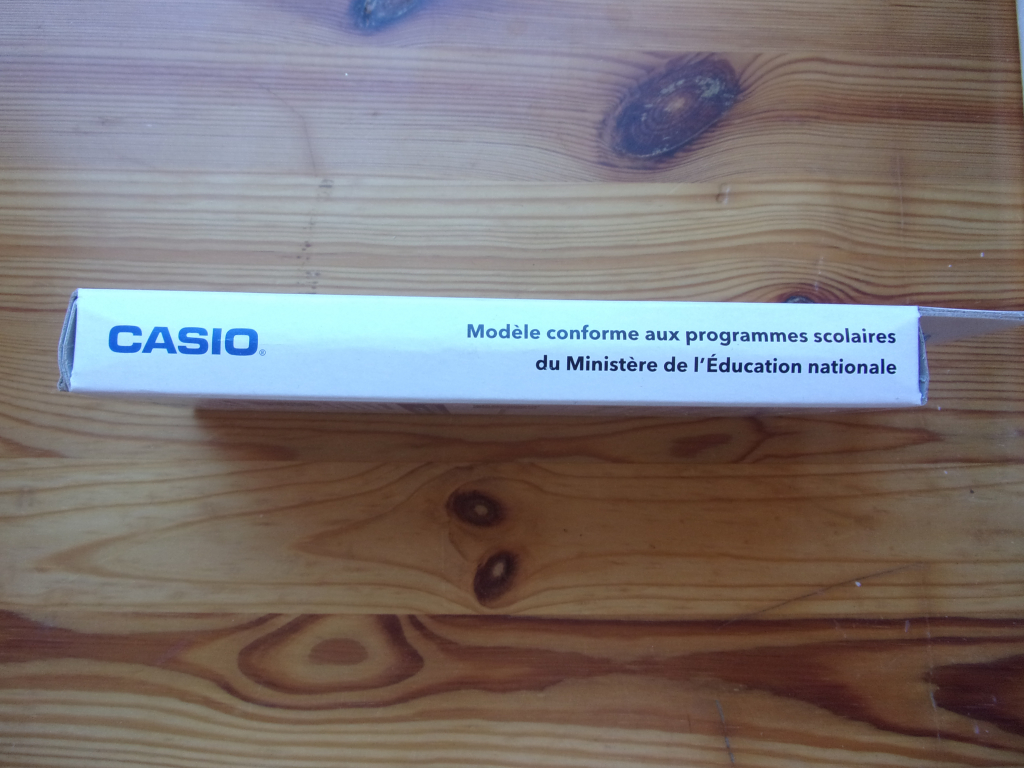 CASIO®
Modèle conforme aux programmes scolaires
du Ministère de l'Éducation nationale